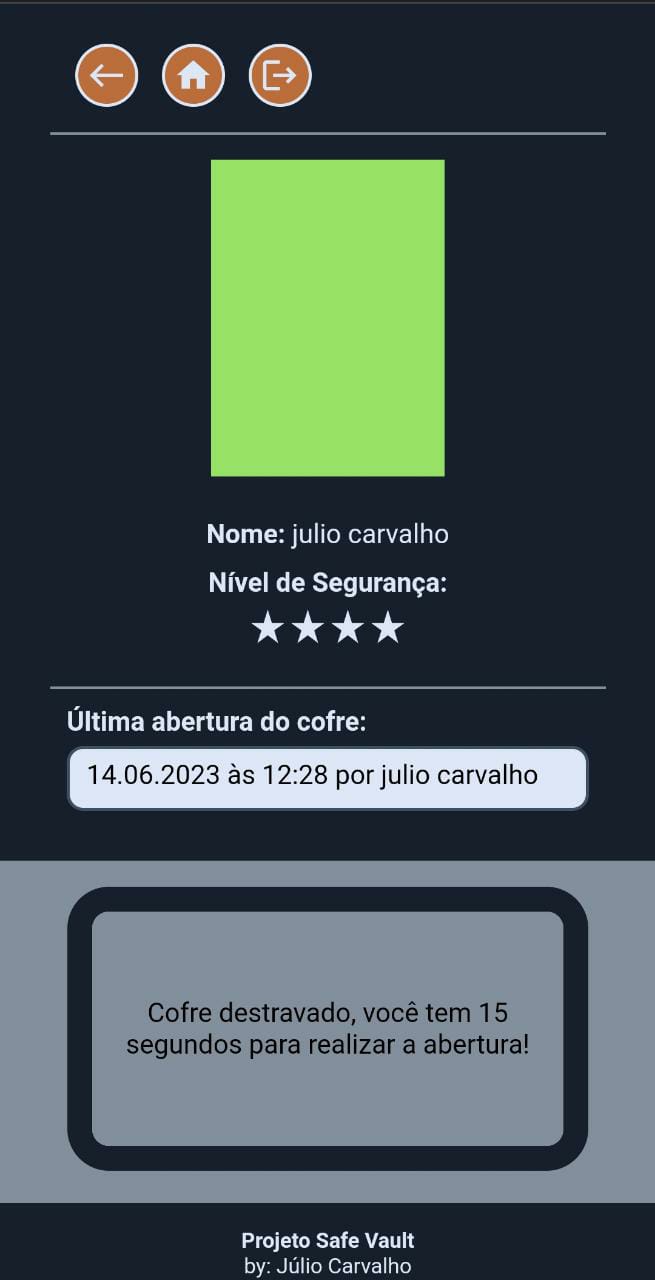 Nome: julio carvalho
Nível de Segurança:
★★★★
Última abertura do cofre:
14.06.2023 às 12:28 por julio carvalho
Cofre destravado, você tem 15
segundos para realizar a abertura!
Projeto Safe Vault
by: Júlio Carvalho